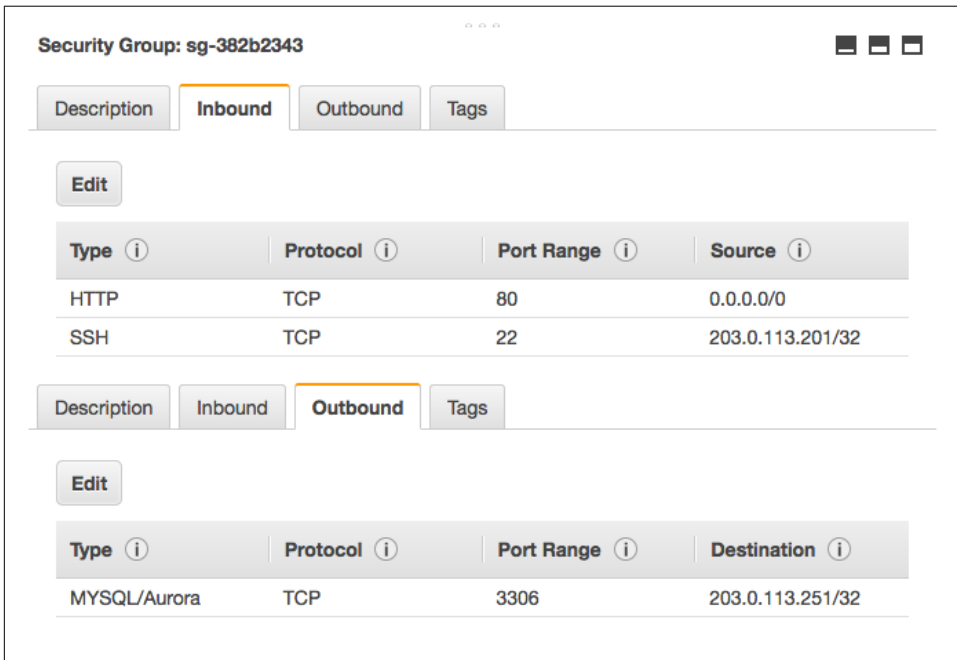 Security Group: sg-382b2343
Description Inbound Outbound Tags
Edit
Type i Protocol i Port Range i Source i
HTTP TCP 80 0.0.0.0/0
SSH TCP 22 203.0.113.201/32
Description Inbound Outbound Tags
Edit
Type i Protocol i Port Range i Destination i
MYSQL/Aurora TCP 3306 203.0.113.251/32